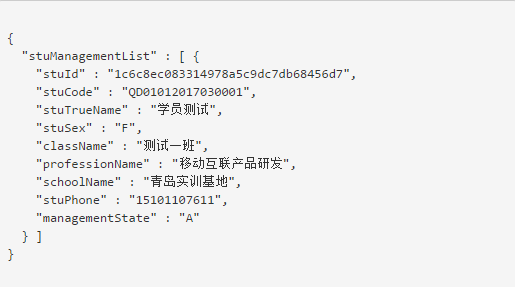 {
"stuManagementList" : [ {
"stuId" : "1c6c8ec083314978a5c9dc7db68456d7",
"stuCode" : "QD01012017030001",
"stuTrueName" : "学员测试",
"stuSex" : "F",
"className" : "测试一班",
"professionName" : "移动互联产品研发",
"schoolName" : "青岛实训基地",
"stuPhone" : "15101107611",
"managementState" : "A"
} ]
}